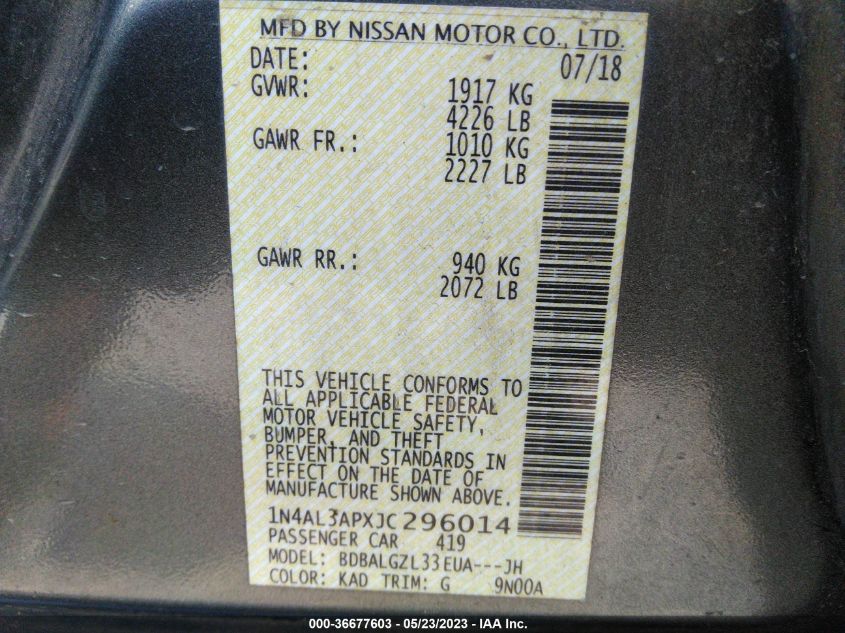 MFD BY NISSAN MOTOR CO., LTD.
DATE: 07/18
GVWR: 1917 KG
4226 LB
GAWR FR.: 1010 KG
2227 LB
GAWR RR.: 940 KG
2072 LB
THIS VEHICLE CONFORMS TO
ALL APPLICABLE FEDERAL
MOTOR VEHICLE SAFETY,
BUMPER, AND THEFT
PREVENTION STANDARDS IN
EFFECT ON THE DATE OF
MANUFACTURE SHOWN ABOVE.
1N4AL3APXJC296014
PASSENGER CAR 419
MODEL: BDBALGZL33EUA---JH
COLOR: KAD TRIM: G 9N00A
000-36677603 - 05/23/2023 - IAA Inc.